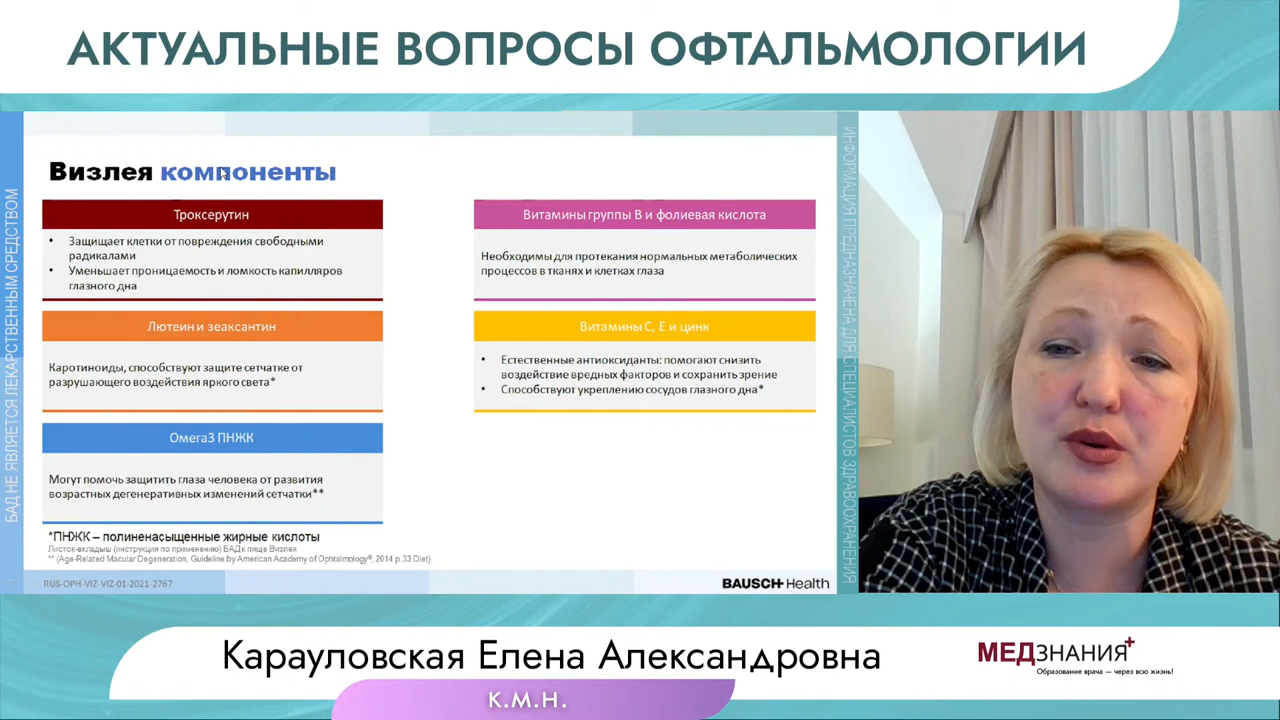 АКТУАЛЬНЫЕ ВОПРОСЫ ОФТАЛЬМОЛОГИИ
БАД НЕ ЯВЛЯЕТСЯ ЛЕКАРСТВЕННЫМ СРЕДСТВОМ
Визлея компоненты
Троксерутин
• Защищает клетки от повреждения свободными
радикалами
• Уменьшает проницаемость и ломкость капилляров
глазного дна
Лютеин и зеаксантин
Каротиноиды, способствуют защите сетчатке от
разрушающего воздействия яркого света*
Омега3 ПНЖК
Могут помочь защитить глаза человека от развития
возрастных дегенеративных изменений сетчатки**
Витамины группы В и фолиевая кислота
Необходимы для протекания нормальных метаболических
процессов в тканях и клетках глаза
Витамины С, Е и цинк
• Естественные антиоксиданты: помогают снизить
воздействие вредных факторов и сохранить зрение
• Способствуют укреплению сосудов глазного дна*
*ПНЖК – полиненасыщенные жирные кислоты
Листок-вкладыш (инструкция по применению) БАД к пище Визлея
** (Age-Related Macular Degeneration, Guideline by American Academy of Ophtalmology®, 2014 p.33 Diet)
RUS-OPH-VIZ-VIZ-01-2021-2767
BAUSCH+Health
ИНФОРМАЦИЯ ПРЕДНАЗНАЧЕНА ДЛЯ СПЕЦИАЛИСТОВ ЗДРАВООХРАНЕНИЯ
Карауловская Елена Александровна
к.м.н.
МЕДЗНАНИЯ+
Образование врача — через всю жизнь!